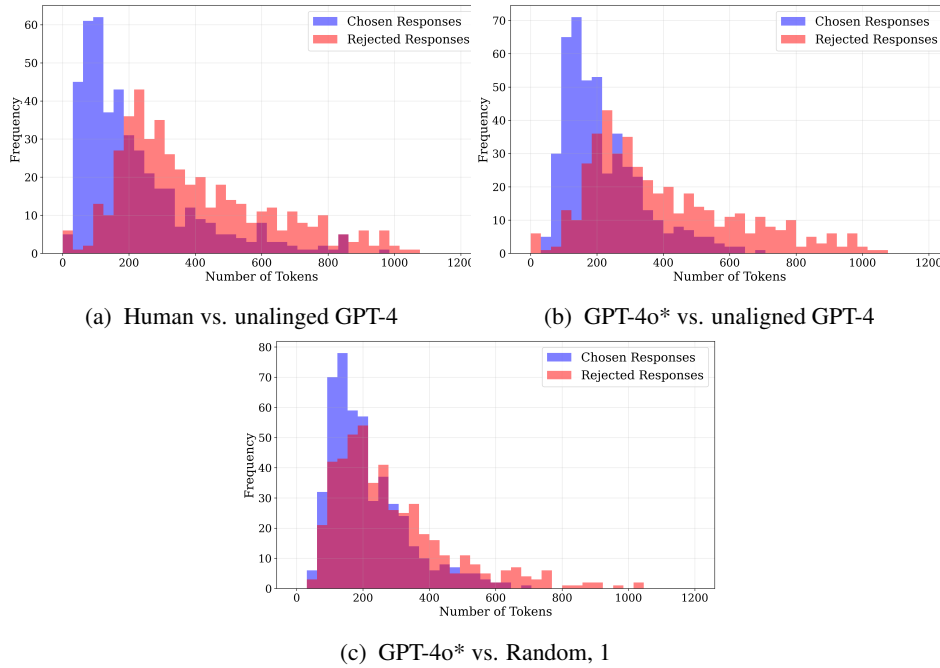 Chosen Responses
Rejected Responses
60
50
40
30
20
10
0
Frequency
0 200 400 600 800 1000 1200
Number of Tokens
(a) Human vs. unalinged GPT-4
Chosen Responses
Rejected Responses
70
60
50
40
30
20
10
0
Frequency
0 200 400 600 800 1000 1200
Number of Tokens
(b) GPT-4o* vs. unaligned GPT-4
Chosen Responses
Rejected Responses
80
70
60
50
40
30
20
10
0
Frequency
0 200 400 600 800 1000 1200
Number of Tokens
(c) GPT-4o* vs. Random, 1